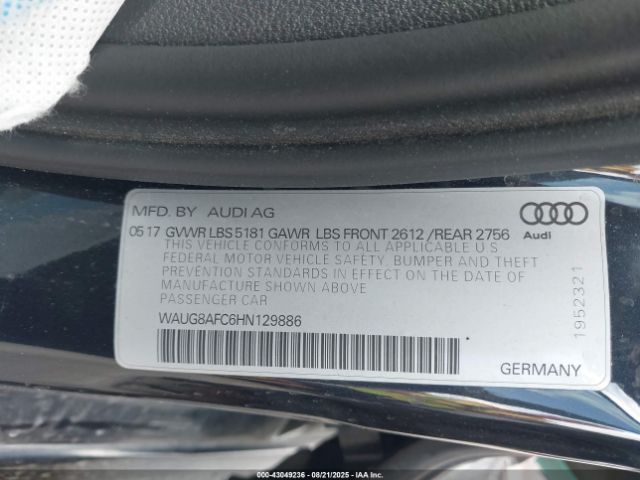 MFD. BY AUDI AG
05 17 GVWR LBS 5181 GAWR LBS FRONT 2612 /REAR 2756
THIS VEHICLE CONFORMS TO ALL APPLICABLE U.S
FEDERAL MOTOR VEHICLE SAFETY, BUMPER AND THEFT
PREVENTION STANDARDS IN EFFECT ON THE DATE OF
MANUFACTURE SHOWN ABOVE
PASSENGER CAR
WAUG8AFC6HN129886
Audi
1952321
GERMANY
000-43049236 - 08/21/2025 - IAAI.COM